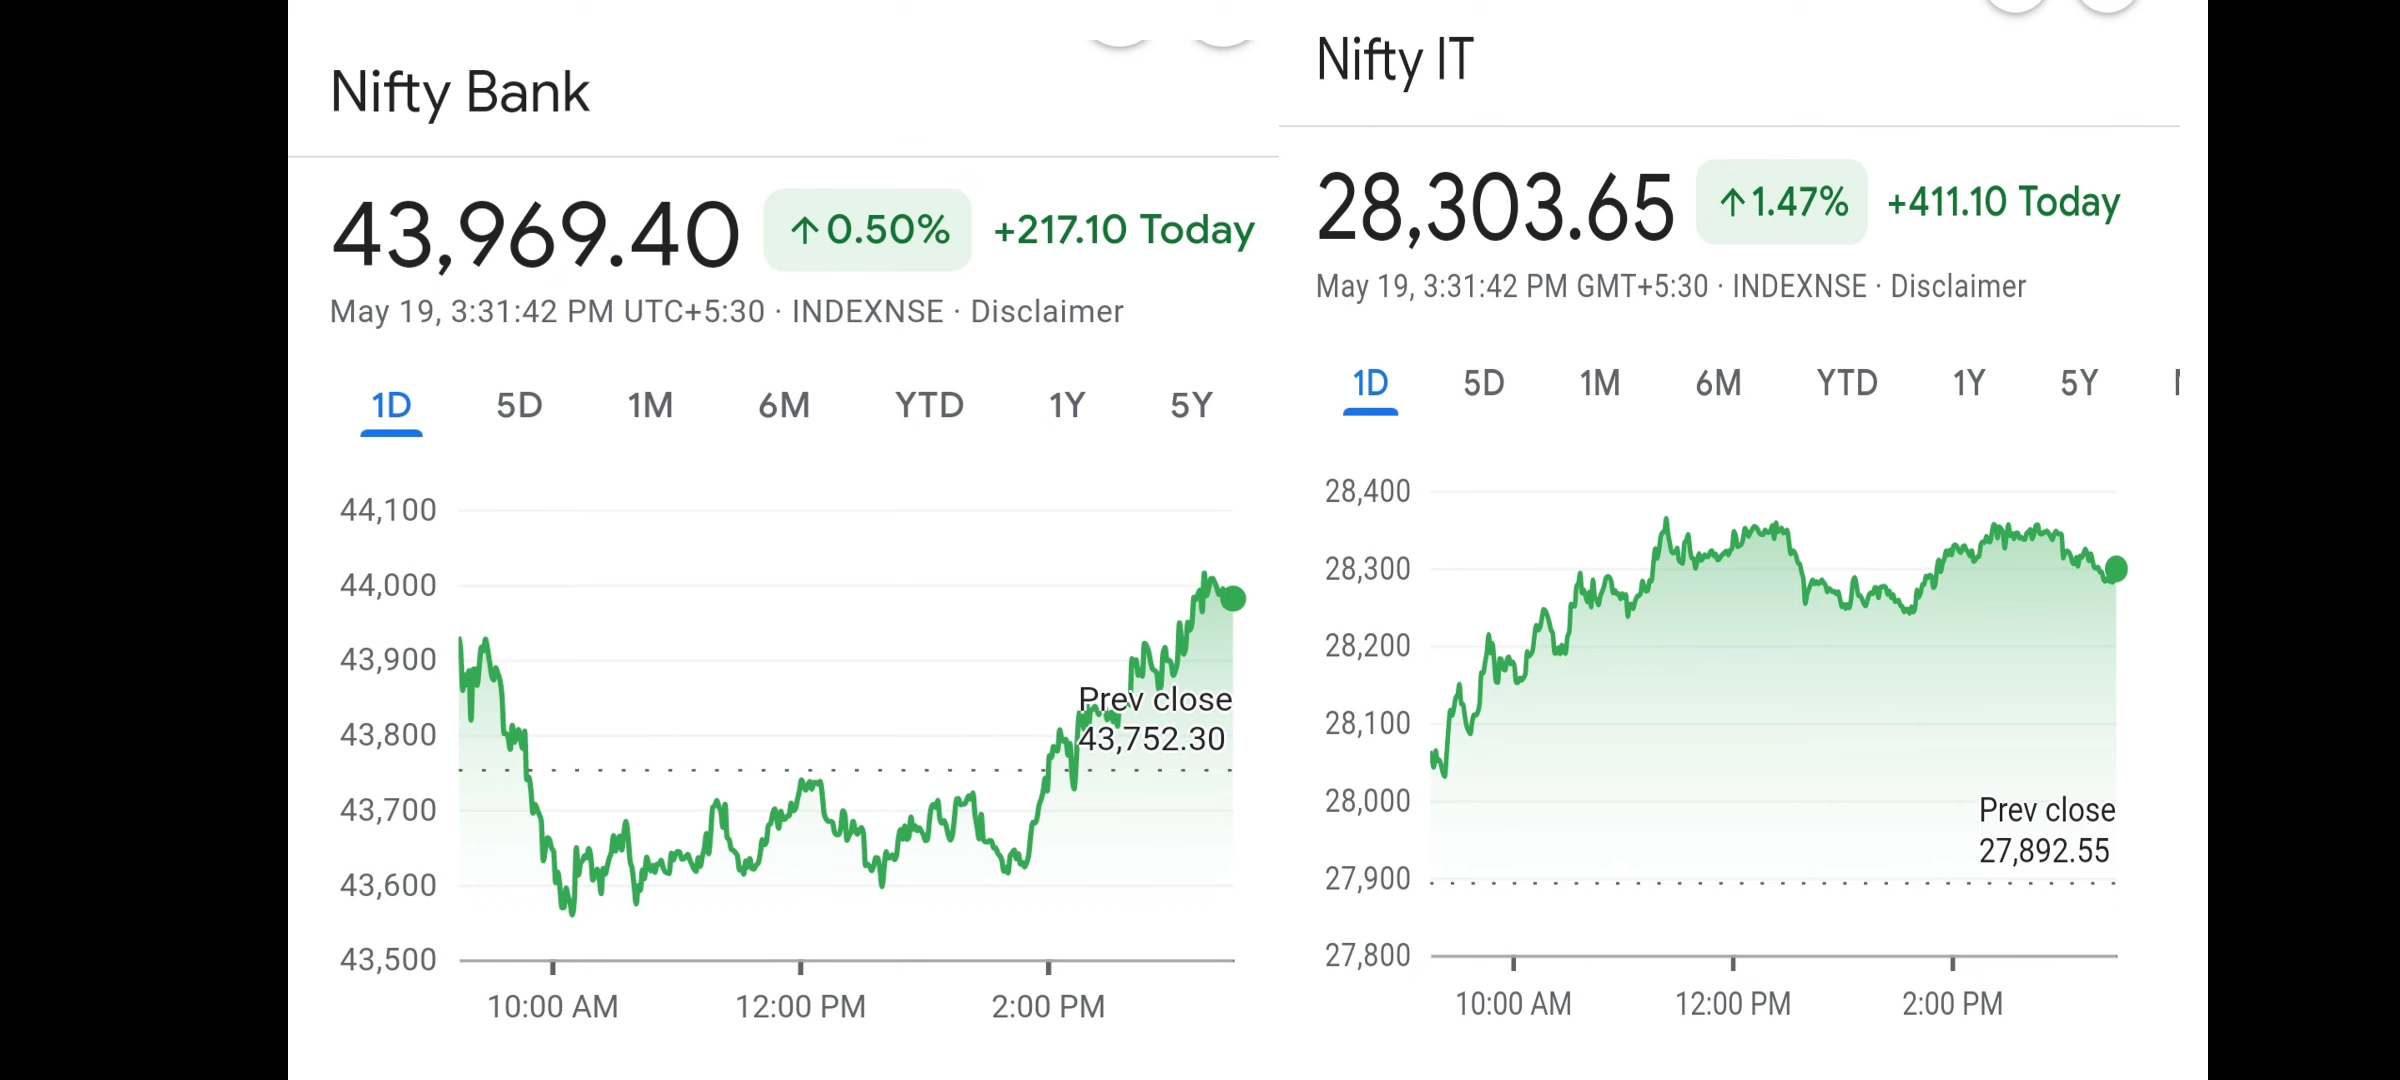 Nifty Bank
43,969.40 ↑0.50% +217.10 Today
May 19, 3:31:42 PM UTC+5:30 · INDEXNSE · Disclaimer
1D 5D 1M 6M YTD 1Y 5Y
44,100
44,000
43,900
43,800
43,700
43,600
43,500
Prev close
43,752.30
10:00 AM 12:00 PM 2:00 PM
Nifty IT
28,303.65 ↑1.47% +411.10 Today
May 19, 3:31:42 PM GMT+5:30 · INDEXNSE · Disclaimer
1D 5D 1M 6M YTD 1Y 5Y
28,400
28,300
28,200
28,100
28,000
27,900
27,800
Prev close
27,892.55
10:00 AM 12:00 PM 2:00 PM